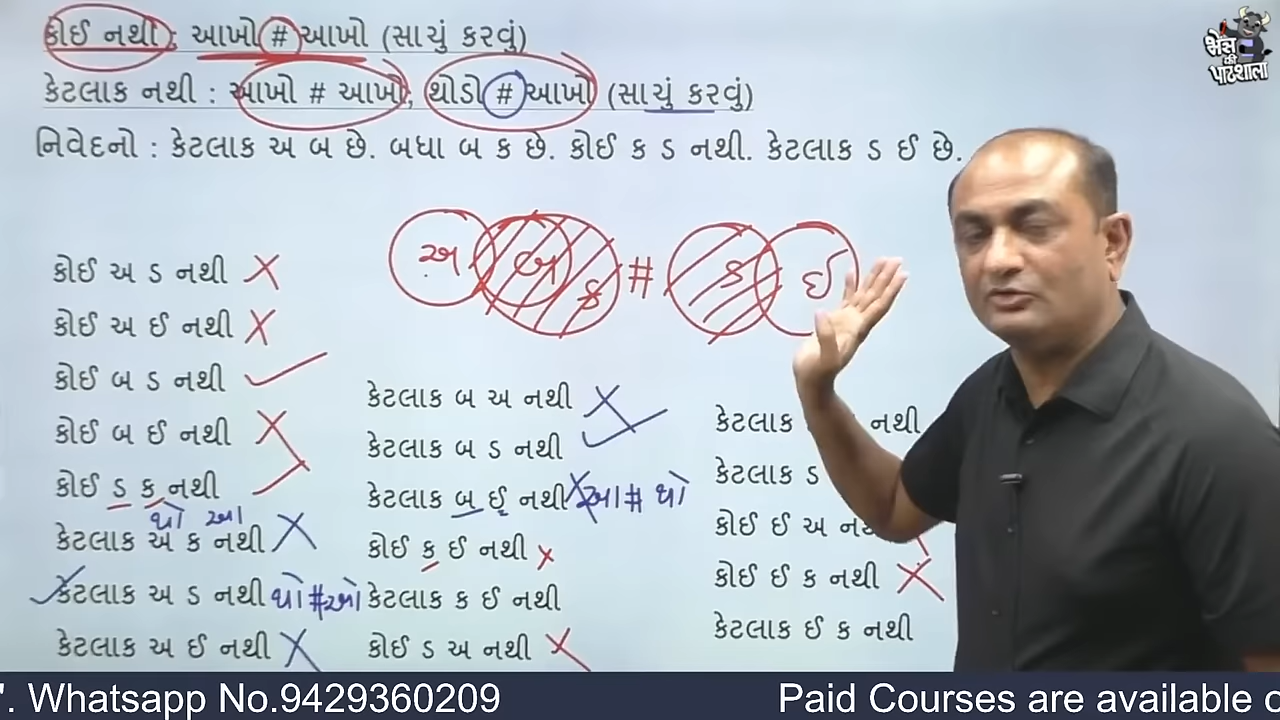 કોઈ નથી : આખો # આખો (સાચું કરવું)
કેટલાક નથી : આખો # આખો, થોડો # આખો (સાચું કરવું)
નિવેદનો : કેટલાક અ બ છે. બધા બ ક છે. કોઈ ક ડ નથી. કેટલાક ડ ઈ છે.
અ બ ક # ડ ઈ
કોઈ અ ડ નથી
કોઈ અ ઈ નથી
કોઈ બ ડ નથી
કોઈ બ ઈ નથી
કોઈ ડ ક નથી
થો આ
કેટલાક અ ક નથી
કેટલાક અ ડ નથી થો # આ
કેટલાક અ ઈ નથી
કેટલાક બ અ નથી
કેટલાક બ ડ નથી
કેટલાક બ ઈ નથી આ # થો
કોઈ ક ઈ નથી
કેટલાક ક ઈ નથી
કોઈ ડ અ નથી
કેટલાક નથી
કેટલાક ડ
કોઈ ઈ અ
કોઈ ઈ ક નથી
કેટલાક ઈ ક નથી
भैंस की पाठशाला
. Whatsapp No.9429360209 Paid Courses are available